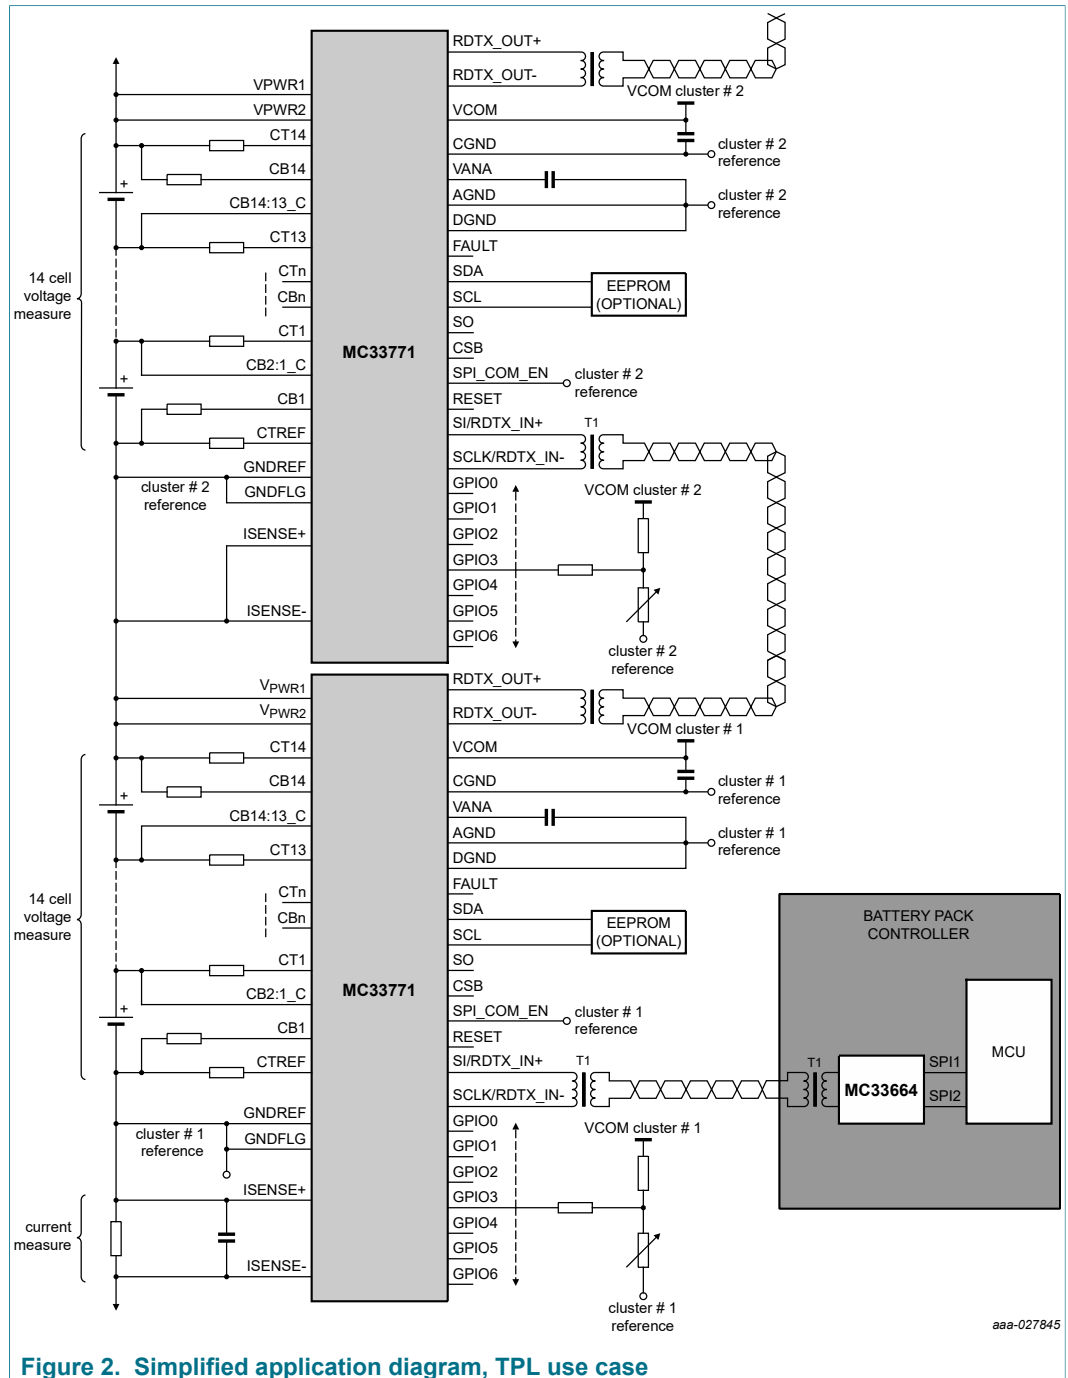 RDTX_OUT+
RDTX_OUT-
VCOM cluster # 2
VPWR1
VPWR2
VCOM
CT14
CGND
cluster # 2
reference
CB14
VANA
CB14:13_C
AGND
cluster # 2
reference
DGND
CT13
FAULT
14 cell
voltage
measure
CTn
SDA
CBn
SCL
EEPROM
(OPTIONAL)
CT1
SO
MC33771
CSB
CB2:1_C
SPI_COM_EN
cluster # 2
reference
CB1
RESET
CTREF
SI/RDTX_IN+
T1
SCLK/RDTX_IN-
GNDREF
cluster # 2
reference
GNDFLG
GPIO0
VCOM cluster # 2
GPIO1
ISENSE+
GPIO2
GPIO3
GPIO4
ISENSE-
GPIO5
GPIO6
cluster # 2
reference
VPWR1
VPWR2
RDTX_OUT+
RDTX_OUT-
VCOM cluster # 1
CT14
VCOM
CB14
CGND
cluster # 1
reference
CB14:13_C
VANA
AGND
cluster # 1
reference
CT13
DGND
14 cell
voltage
measure
CTn
FAULT
CBn
SDA
SCL
EEPROM
(OPTIONAL)
CT1
SO
CB2:1_C
MC33771
CSB
SPI_COM_EN
cluster # 1
reference
CB1
RESET
CTREF
SI/RDTX_IN+
T1
SCLK/RDTX_IN-
BATTERY PACK
CONTROLLER
T1
MC33664
SPI1
SPI2
MCU
GNDREF
cluster # 1
reference
GNDFLG
GPIO0
VCOM cluster # 1
GPIO1
GPIO2
ISENSE+
GPIO3
current
measure
GPIO4
GPIO5
ISENSE-
GPIO6
cluster # 1
reference
aaa-027845
Figure 2. Simplified application diagram, TPL use case